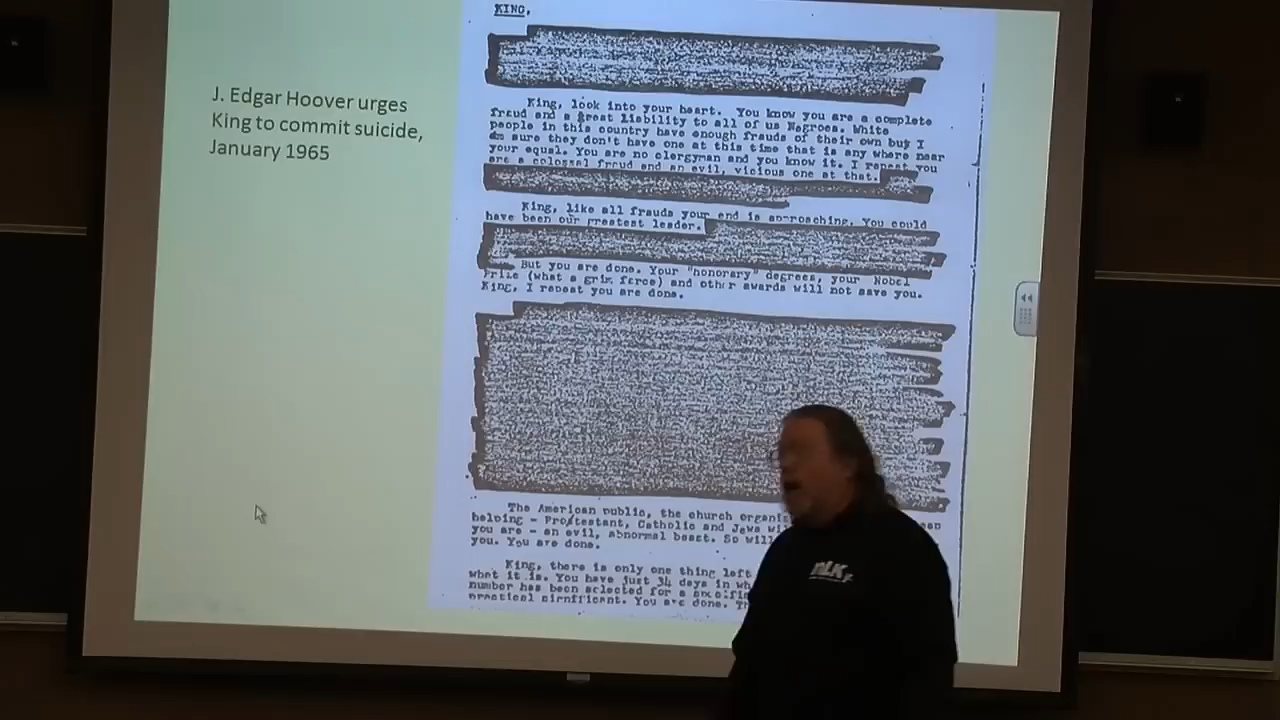 J. Edgar Hoover urges
King to commit suicide,
January 1965
KING,
King, look into your heart. You know you are a complete
fraud and a great liability to all of us Negroes. White
people in this country have enough frauds of their own but I
am sure they don't have one at this time that is any where near
your equal. You are no clergyman and you know it. I repeat you
are a colossal fraud and an evil, vicious one at that.
King, like all frauds your end is approaching. You could
have been our greatest leader.
But you are done. Your "honorary" degrees, your Nobel
Prize (what a grim farce) and other awards will not save you.
King, I repeat you are done.
The American public, the church
helping - Protestant, Catholic and Jews
you are - an evil, abnormal beast. So will
you. You are done.
King, there is only one thing left
what it is. You have just 34 days in
number has been selected for a
practical significant. You are done.
MLK